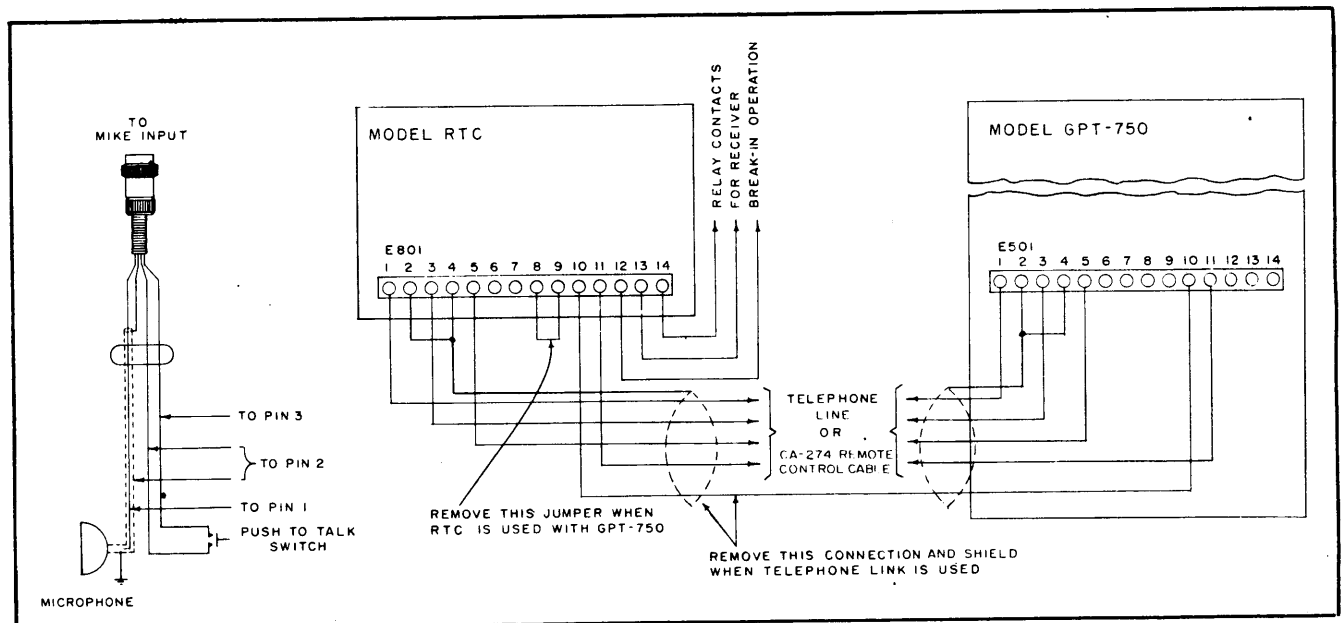 TO
MIKE INPUT
TO PIN 3
TO PIN 2
TO PIN 1
PUSH TO TALK
SWITCH
MICROPHONE
MODEL RTC
E801
1 2 3 4 5 6 7 8 9 10 11 12 13 14
RELAY CONTACTS
FOR RECEIVER
BREAK-IN OPERATION
REMOVE THIS JUMPER WHEN
RTC IS USED WITH GPT-750
TELEPHONE
LINE
OR
CA-274 REMOTE
CONTROL CABLE
REMOVE THIS CONNECTION AND SHIELD
WHEN TELEPHONE LINK IS USED
MODEL GPT-750
E501
1 2 3 4 5 6 7 8 9 10 11 12 13 14